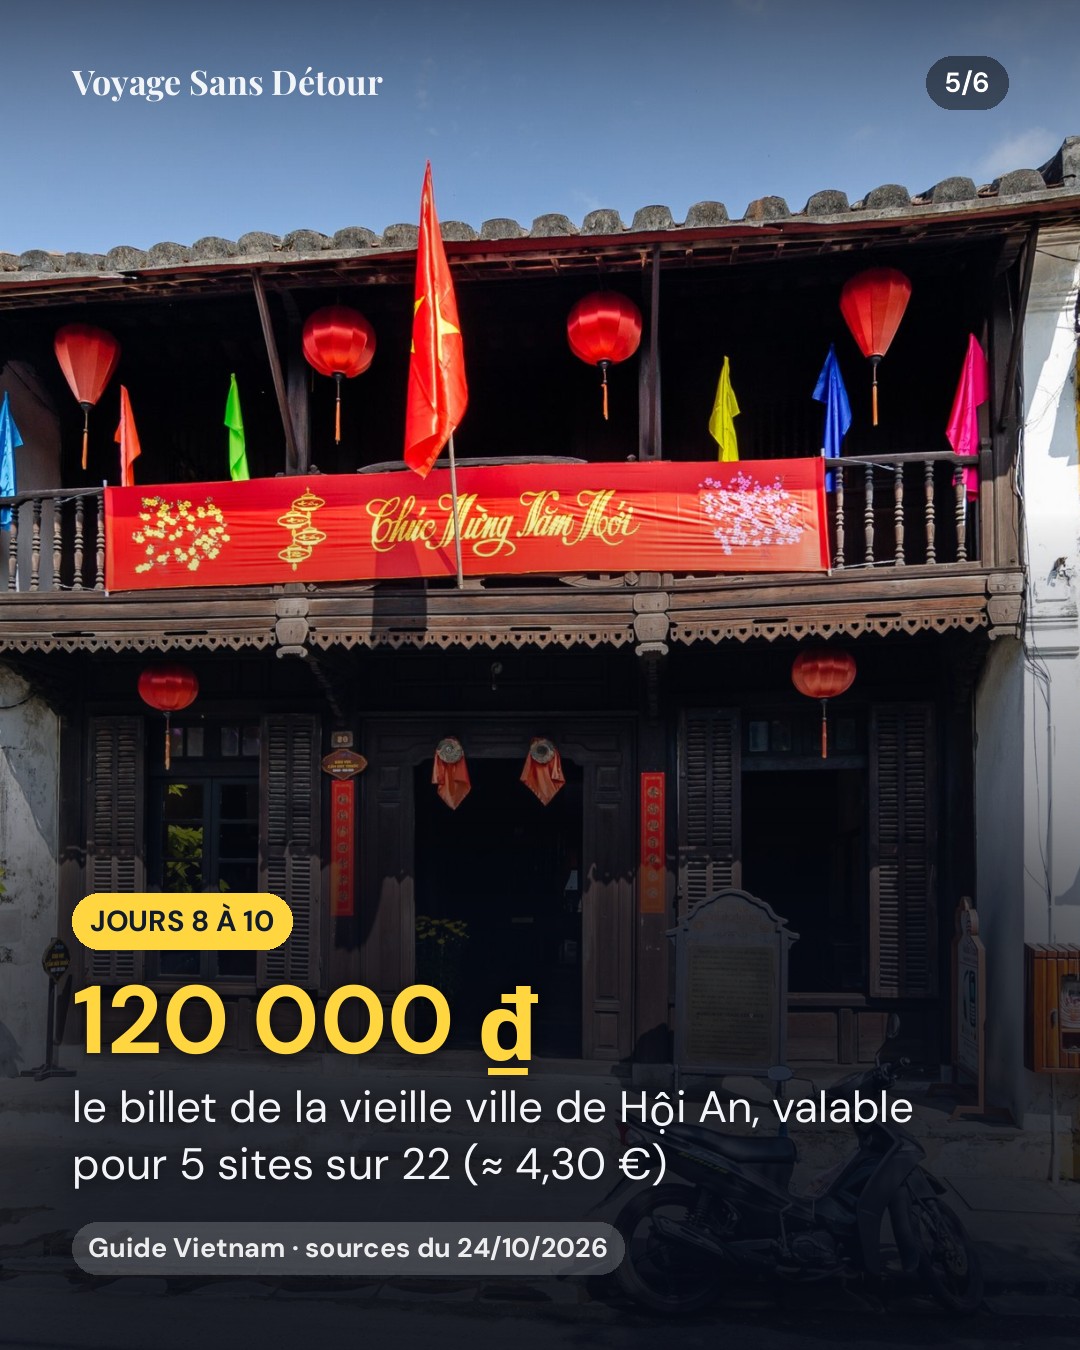 Voyage Sans Détour
5/6
Chúc Mừng Năm Mới
20
JOURS 8 À 10
120 000 ₫
le billet de la vieille ville de Hội An, valable
pour 5 sites sur 22 (≈ 4,30 €)
Guide Vietnam · sources du 24/10/2026